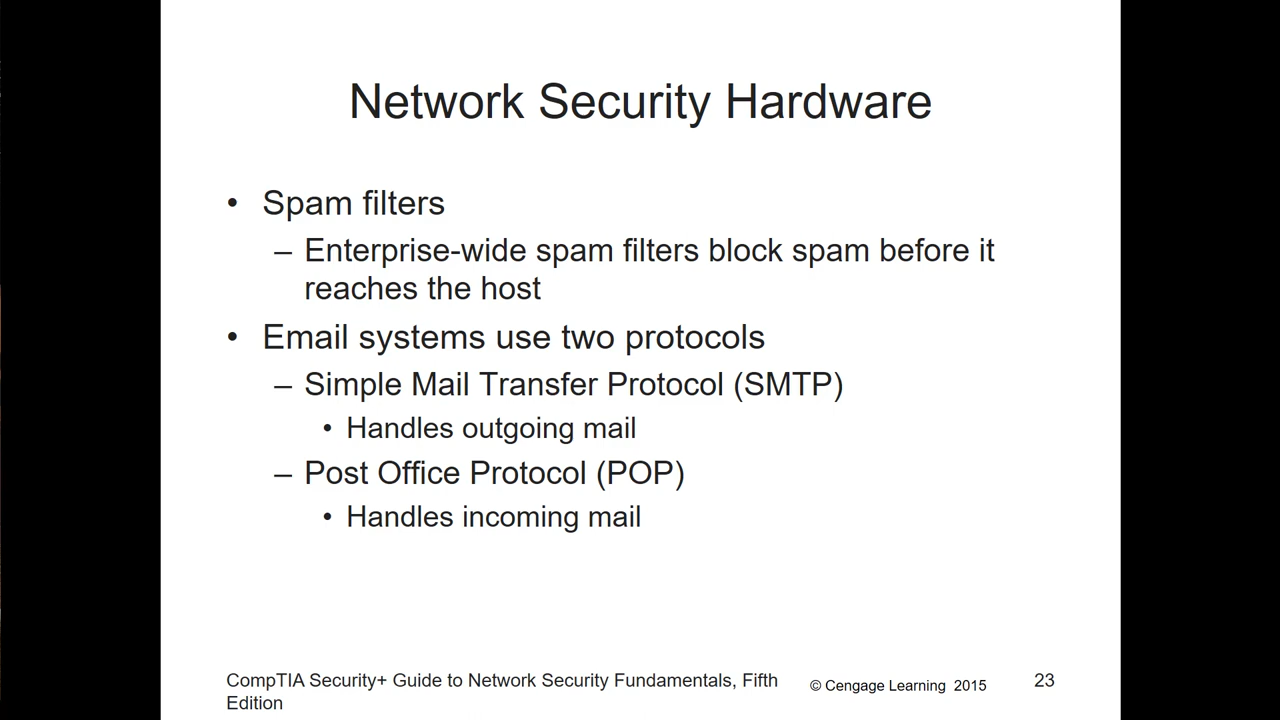 Network Security Hardware
• Spam filters
– Enterprise-wide spam filters block spam before it
reaches the host
• Email systems use two protocols
– Simple Mail Transfer Protocol (SMTP)
• Handles outgoing mail
– Post Office Protocol (POP)
• Handles incoming mail
CompTIA Security+ Guide to Network Security Fundamentals, Fifth
Edition
© Cengage Learning 2015
23